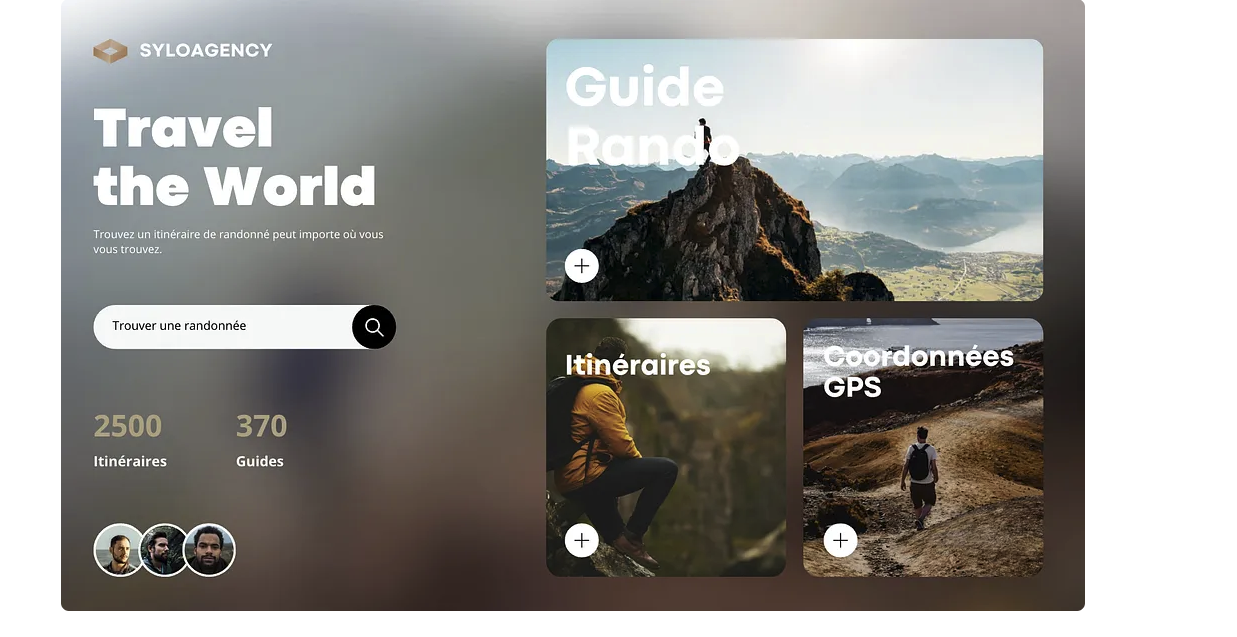 SYLOAGENCY
Travel
the World
Trouvez un itinéraire de randonné peut importe où vous
vous trouvez.
Trouver une randonnée
2500
370
Itinéraires
Guides
Guide
Rando
Itinéraires
Coordonnées
GPS